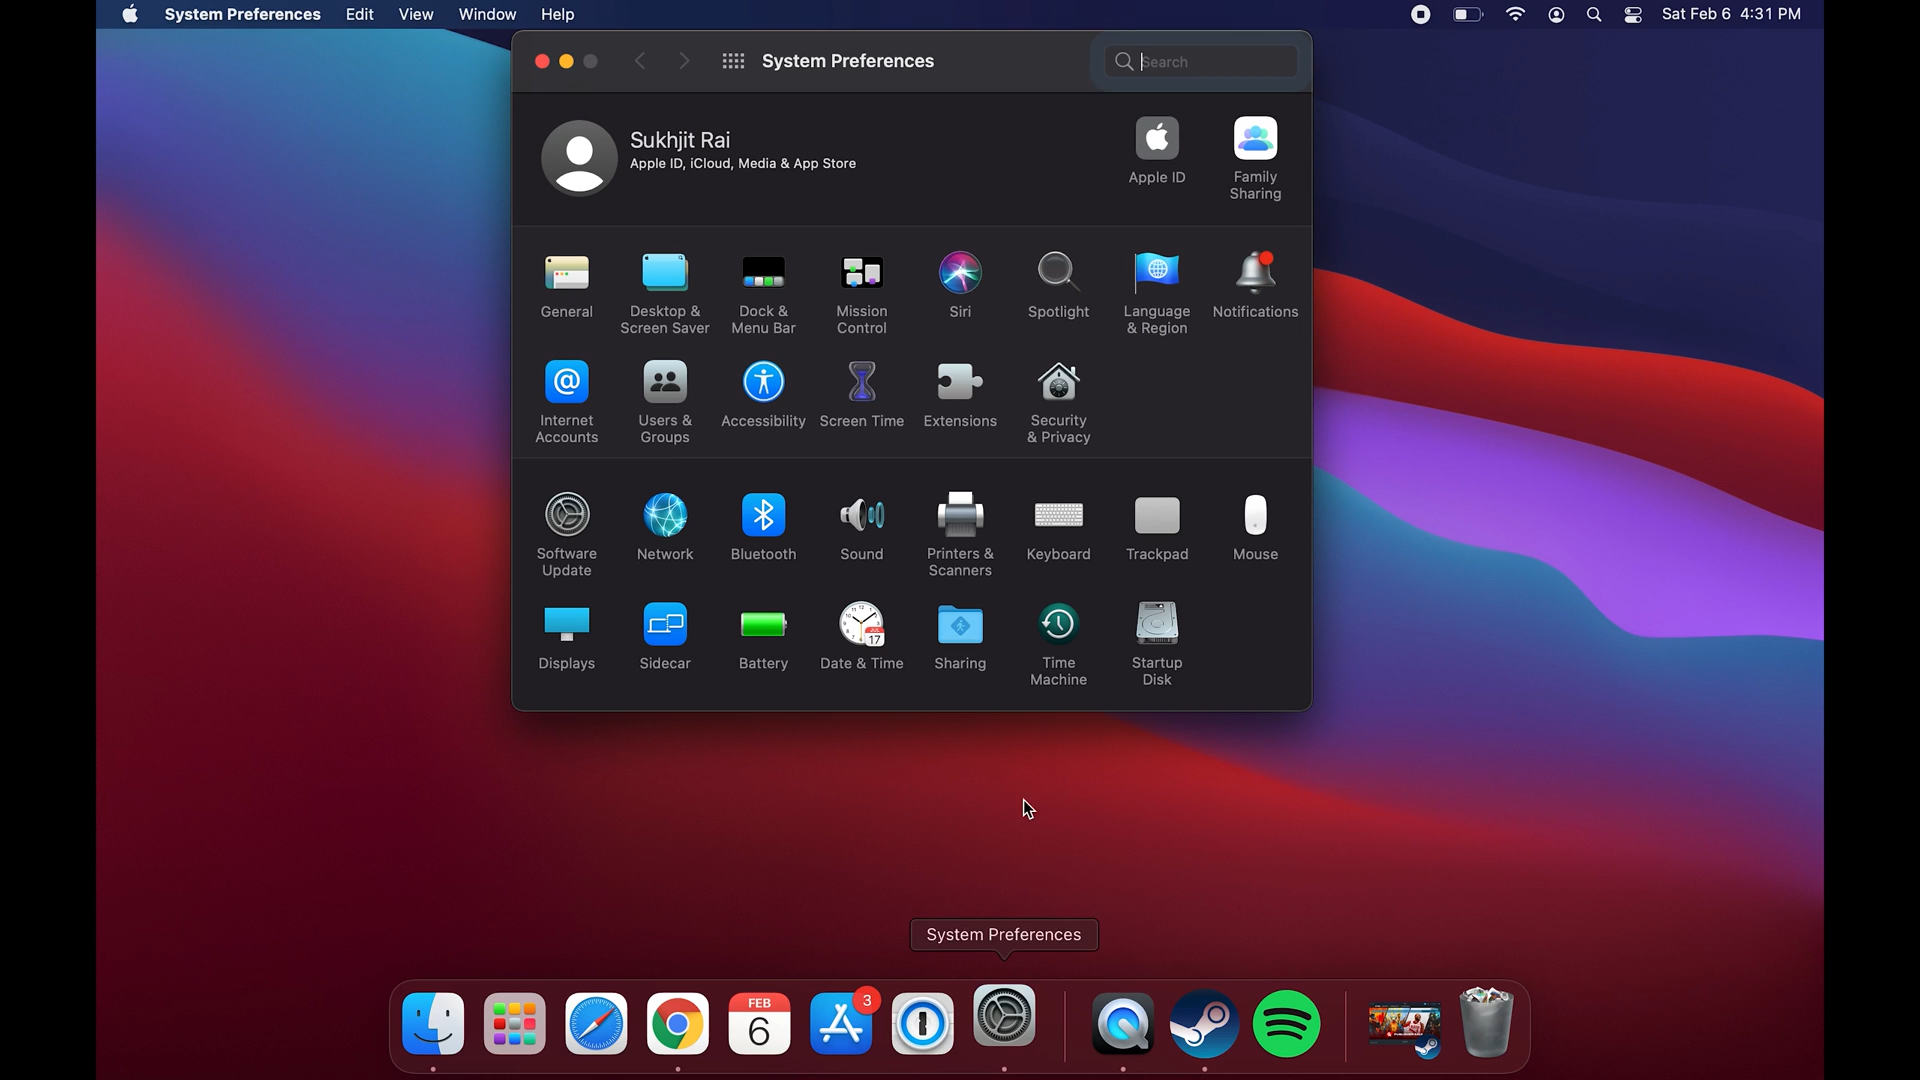 System Preferences Edit View Window Help Sat Feb 6 4:31 PM
System Preferences
Search
Sukhjit Rai
Apple ID, iCloud, Media & App Store
Apple ID
Family
Sharing
General
Desktop &
Screen Saver
Dock &
Menu Bar
Mission
Control
Siri
Spotlight
Language
& Region
Notifications
Internet
Accounts
Users &
Groups
Accessibility
Screen Time
Extensions
Security
& Privacy
Software
Update
Network
Bluetooth
Sound
Printers &
Scanners
Keyboard
Trackpad
Mouse
Displays
Sidecar
Battery
JUL
17
Date & Time
Sharing
Time
Machine
Startup
Disk
System Preferences
FEB
6
3